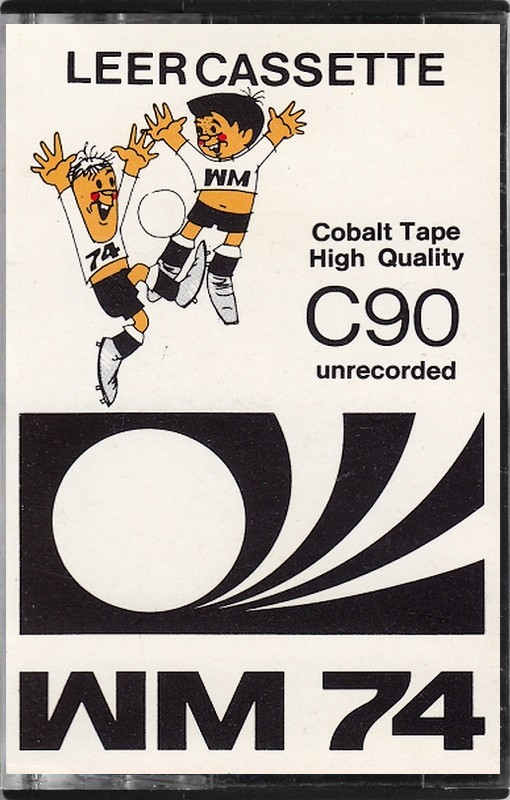 LEER CASSETTE
WM
74
Cobalt Tape
High Quality
C90
unrecorded
WM 74